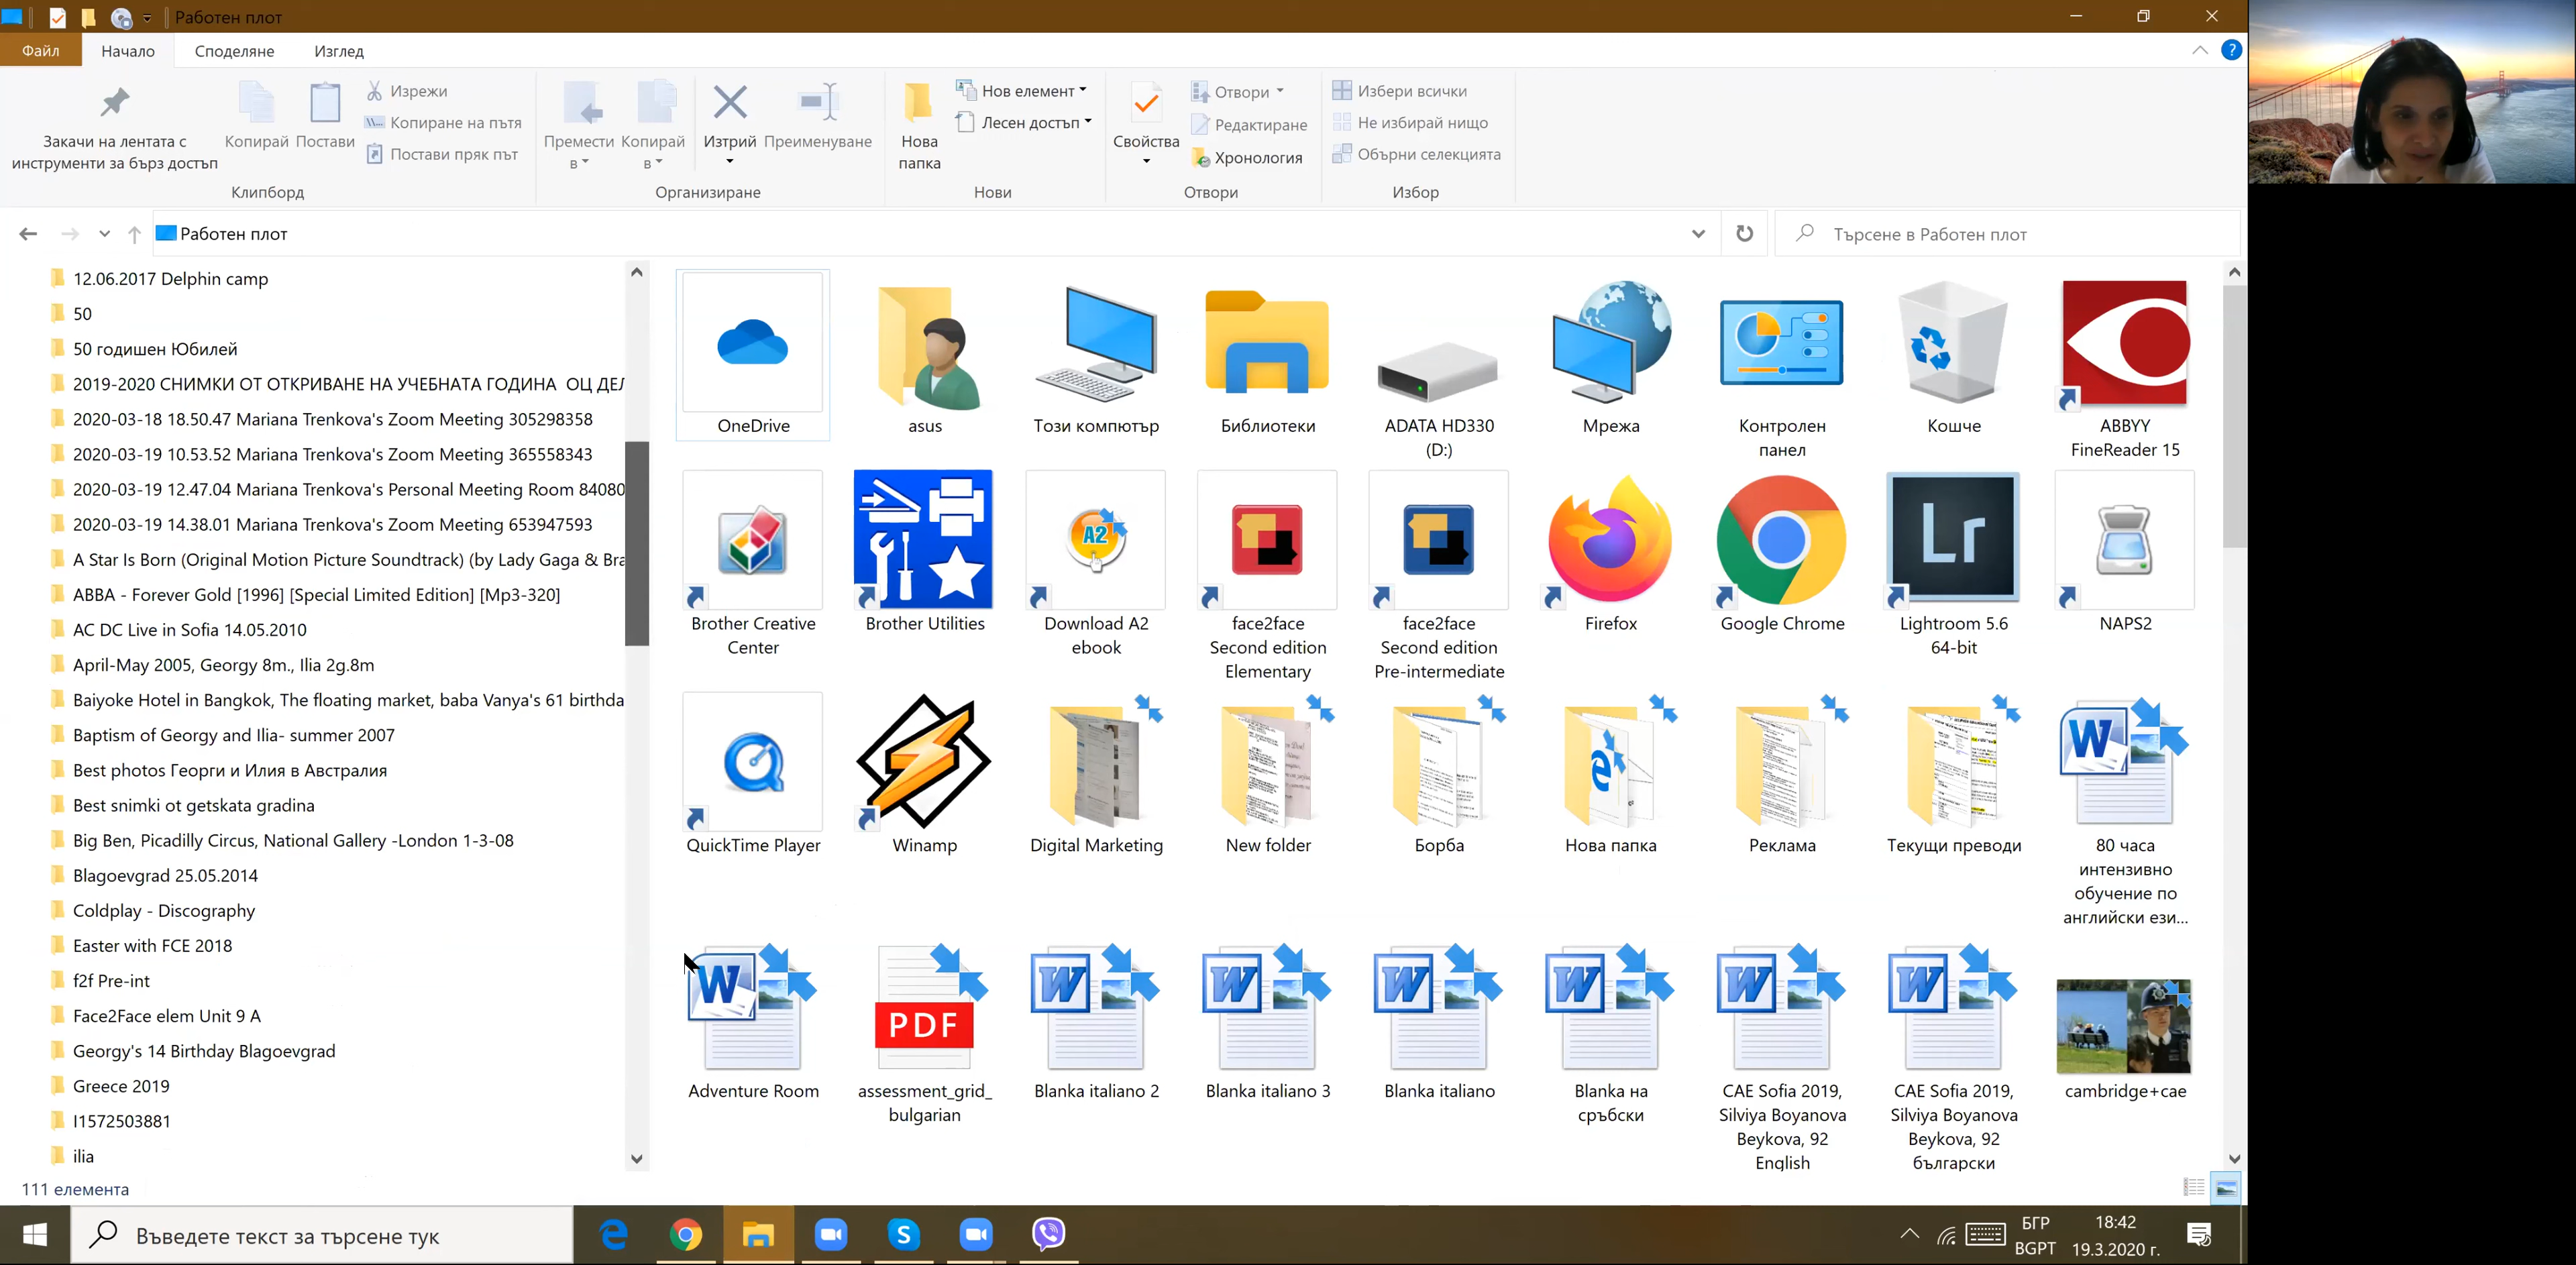 Работен плот
Файл Начало Споделяне Изглед
Закачи на лентата с
инструменти за бърз достъп
Копирай
Постави
Изрежи
Копиране на пътя
Постави пряк път
Клипборд
Премести
в
Копирай
в
Изтрий
Преименуване
Организиране
Нова
папка
Нов елемент
Лесен достъп
Нови
Свойства
Отвори
Редактиране
Хронология
Отвори
Избери всички
Не избирай нищо
Обърни селекцията
Избор
Работен плот
Търсене в Работен плот
12.06.2017 Delphin camp
50
50 годишен Юбилей
2019-2020 СНИМКИ ОТ ОТКРИВАНЕ НА УЧЕБНАТА ГОДИНА ОЦ ДЕЛ
2020-03-18 18.50.47 Mariana Trenkova's Zoom Meeting 305298358
2020-03-19 10.53.52 Mariana Trenkova's Zoom Meeting 365558343
2020-03-19 12.47.04 Mariana Trenkova's Personal Meeting Room 84080
2020-03-19 14.38.01 Mariana Trenkova's Zoom Meeting 653947593
A Star Is Born (Original Motion Picture Soundtrack) (by Lady Gaga & Bra
ABBA - Forever Gold [1996] [Special Limited Edition] [Mp3-320]
AC DC Live in Sofia 14.05.2010
April-May 2005, Georgy 8m., Ilia 2g.8m
Baiyoke Hotel in Bangkok, The floating market, baba Vanya's 61 birthda
Baptism of Georgy and Ilia- summer 2007
Best photos Георги и Илия в Австралия
Best snimki ot getskata gradina
Big Ben, Picadilly Circus, National Gallery -London 1-3-08
Blagoevgrad 25.05.2014
Coldplay - Discography
Easter with FCE 2018
f2f Pre-int
Face2Face elem Unit 9 A
Georgy's 14 Birthday Blagoevgrad
Greece 2019
I1572503881
ilia
OneDrive
asus
Този компютър
Библиотеки
ADATA HD330
(D:)
Мрежа
Контролен
панел
Кошче
ABBYY
FineReader 15
Brother Creative
Center
Brother Utilities
A2
Download A2
ebook
face2face
Second edition
Elementary
face2face
Second edition
Pre-intermediate
Firefox
Google Chrome
Lr
Lightroom 5.6
64-bit
NAPS2
QuickTime Player
Winamp
Digital Marketing
New folder
Борба
Нова папка
Реклама
Текущи преводи
W
80 часа
интензивно
обучение по
английски ези...
W
Adventure Room
PDF
assessment_grid_
bulgarian
W
Blanka italiano 2
W
Blanka italiano 3
W
Blanka italiano
W
Blanka на
сръбски
W
CAE Sofia 2019,
Silviya Boyanova
Beykova, 92
English
W
CAE Sofia 2019,
Silviya Boyanova
Beykova, 92
български
cambridge+cae
111 елемента
Въведете текст за търсене тук
БГР
BGPT
18:42
19.3.2020 г.